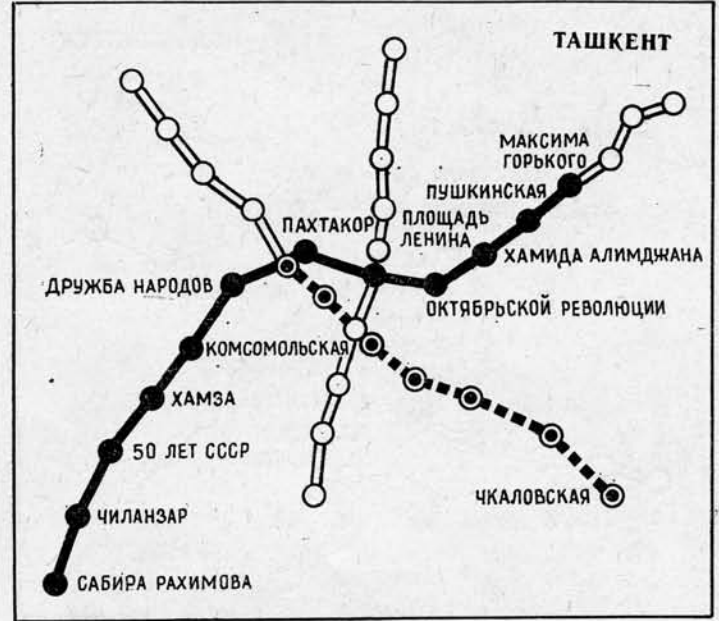 ТАШКЕНТ
МАКСИМА
ГОРЬКОГО
ПУШКИНСКАЯ
ПАХТАКОР
ПЛОЩАДЬ
ЛЕНИНА
ХАМИДА АЛИМДЖАНА
ДРУЖБА НАРОДОВ
ОКТЯБРЬСКОЙ РЕВОЛЮЦИИ
КОМСОМОЛЬСКАЯ
ХАМЗА
50 ЛЕТ СССР
ЧКАЛОВСКАЯ
ЧИЛАНЗАР
САБИРА РАХИМОВА